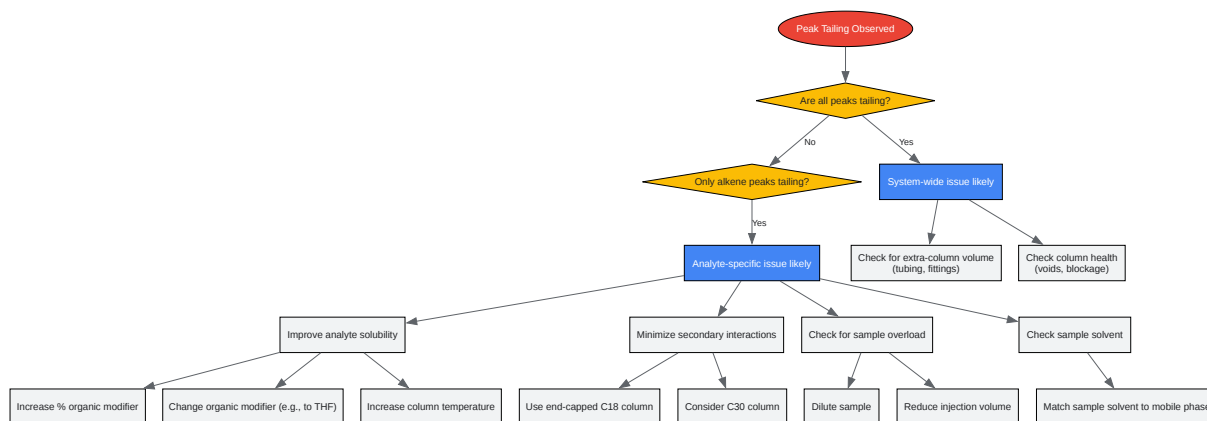 Peak Tailing Observed
Are all peaks tailing?
No
Yes
Only alkene peaks tailing?
System-wide issue likely
Yes
Analyte-specific issue likely
Check for extra-column volume
(tubing, fittings)
Check column health
(voids, blockage)
Improve analyte solubility
Minimize secondary interactions
Check for sample overload
Check sample solvent
Increase % organic modifier
Change organic modifier (e.g., to THF)
Increase column temperature
Use end-capped C18 column
Consider C30 column
Dilute sample
Reduce injection volume
Match sample solvent to mobile phase